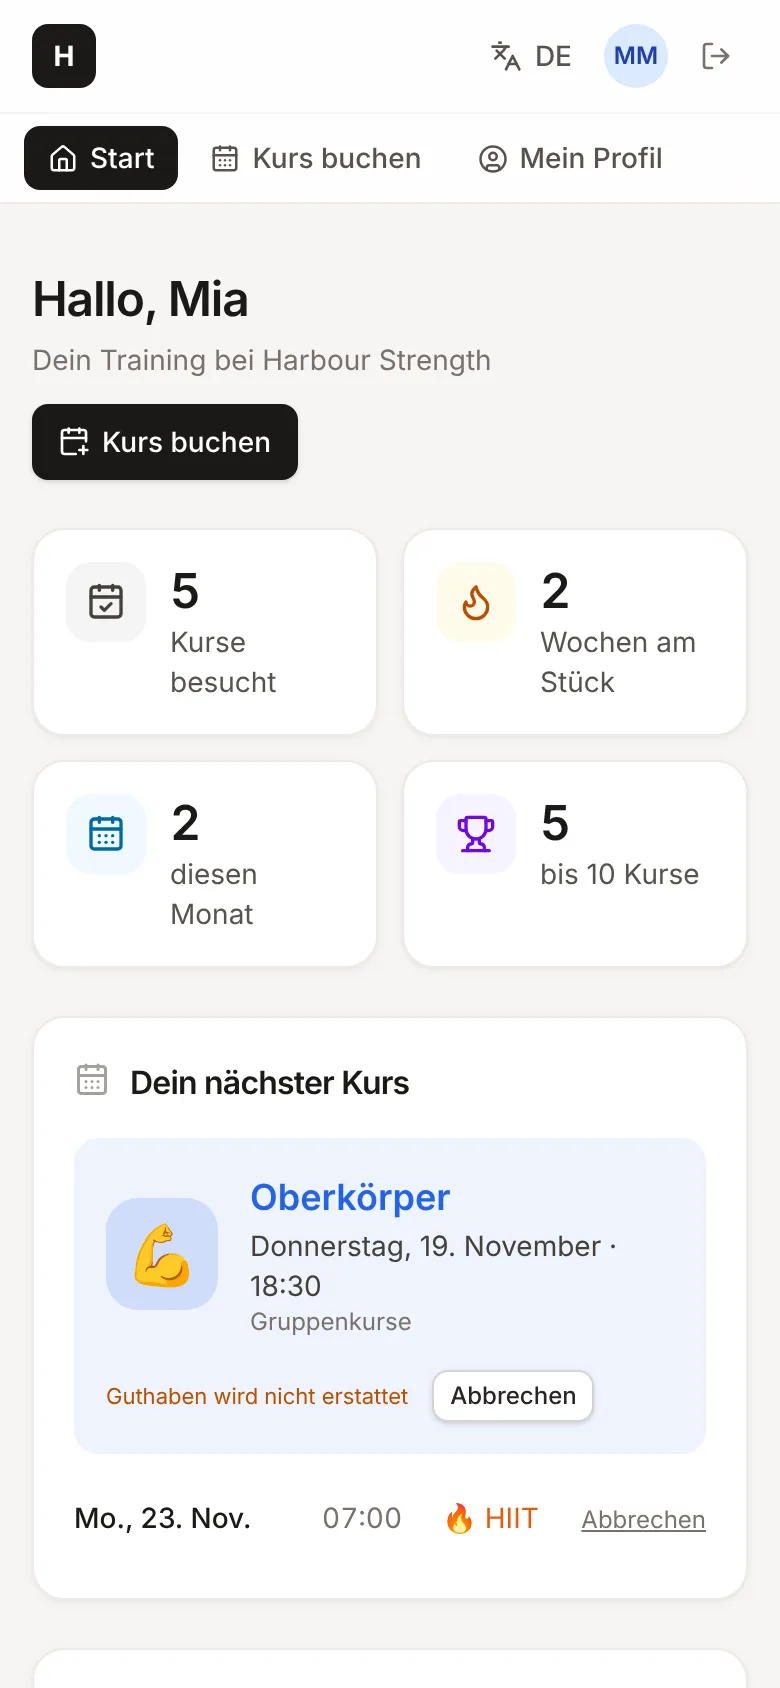 H
DE
MM
Start
Kurs buchen
Mein Profil
Hallo, Mia
Dein Training bei Harbour Strength
Kurs buchen
5
Kurse
besucht
2
Wochen am
Stück
2
diesen
Monat
5
bis 10 Kurse
Dein nächster Kurs
Oberkörper
Donnerstag, 19. November ·
18:30
Gruppenkurse
Guthaben wird nicht erstattet
Abbrechen
Mo., 23. Nov. 07:00 HIIT Abbrechen